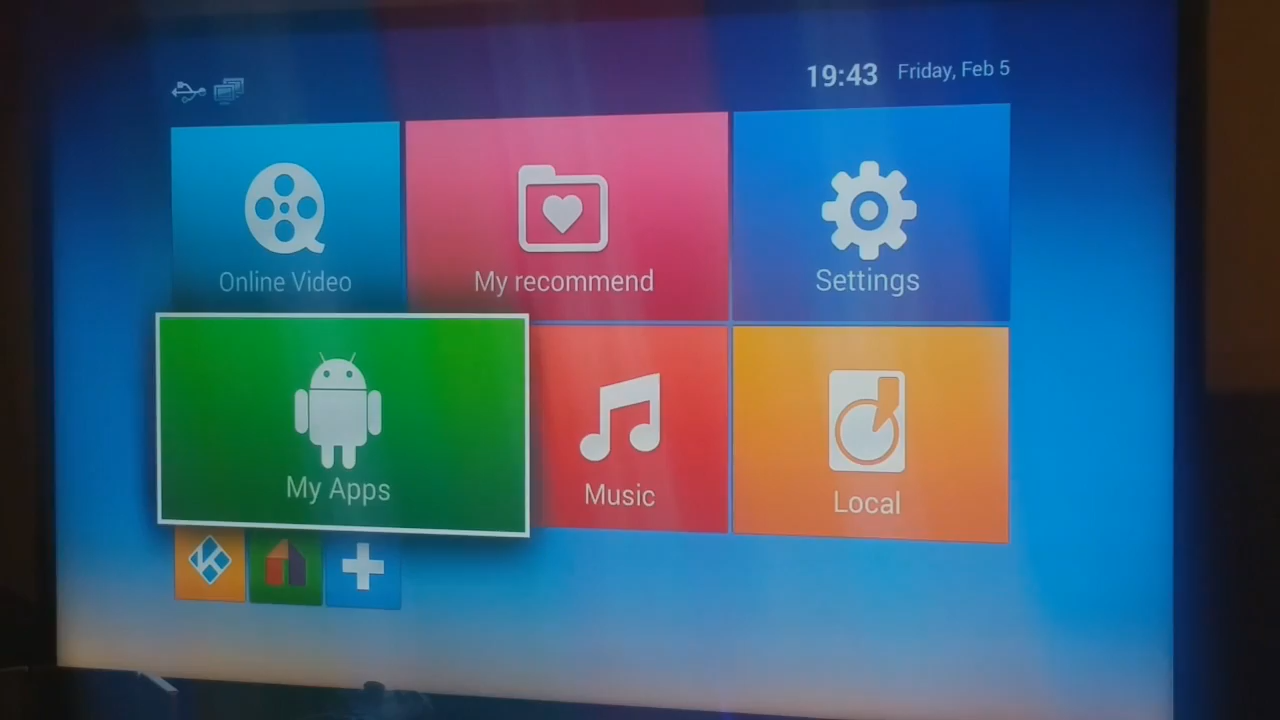 19:43 Friday, Feb 5
Online Video
My recommend
Settings
My Apps
Music
Local